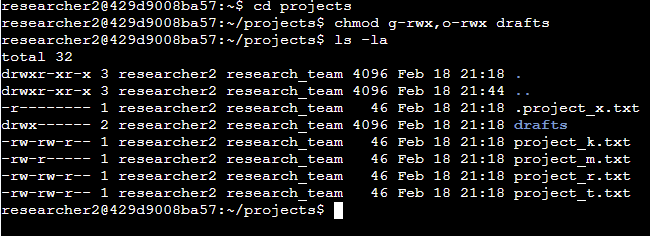 researcher2@429d9008ba57:~$ cd projects
researcher2@429d9008ba57:~/projects$ chmod g-rwx,o-rwx drafts
researcher2@429d9008ba57:~/projects$ ls -la
total 32
drwxr-xr-x 3 researcher2 research_team 4096 Feb 18 21:18 .
drwxr-xr-x 3 researcher2 research_team 4096 Feb 18 21:44 ..
-r-------- 1 researcher2 research_team   46 Feb 18 21:18 .project_x.txt
drwx------ 2 researcher2 research_team 4096 Feb 18 21:18 drafts
-rw-rw-r-- 1 researcher2 research_team   46 Feb 18 21:18 project_k.txt
-rw-rw-r-- 1 researcher2 research_team   46 Feb 18 21:18 project_m.txt
-rw-rw-r-- 1 researcher2 research_team   46 Feb 18 21:18 project_r.txt
-rw-rw-r-- 1 researcher2 research_team   46 Feb 18 21:18 project_t.txt
researcher2@429d9008ba57:~/projects$